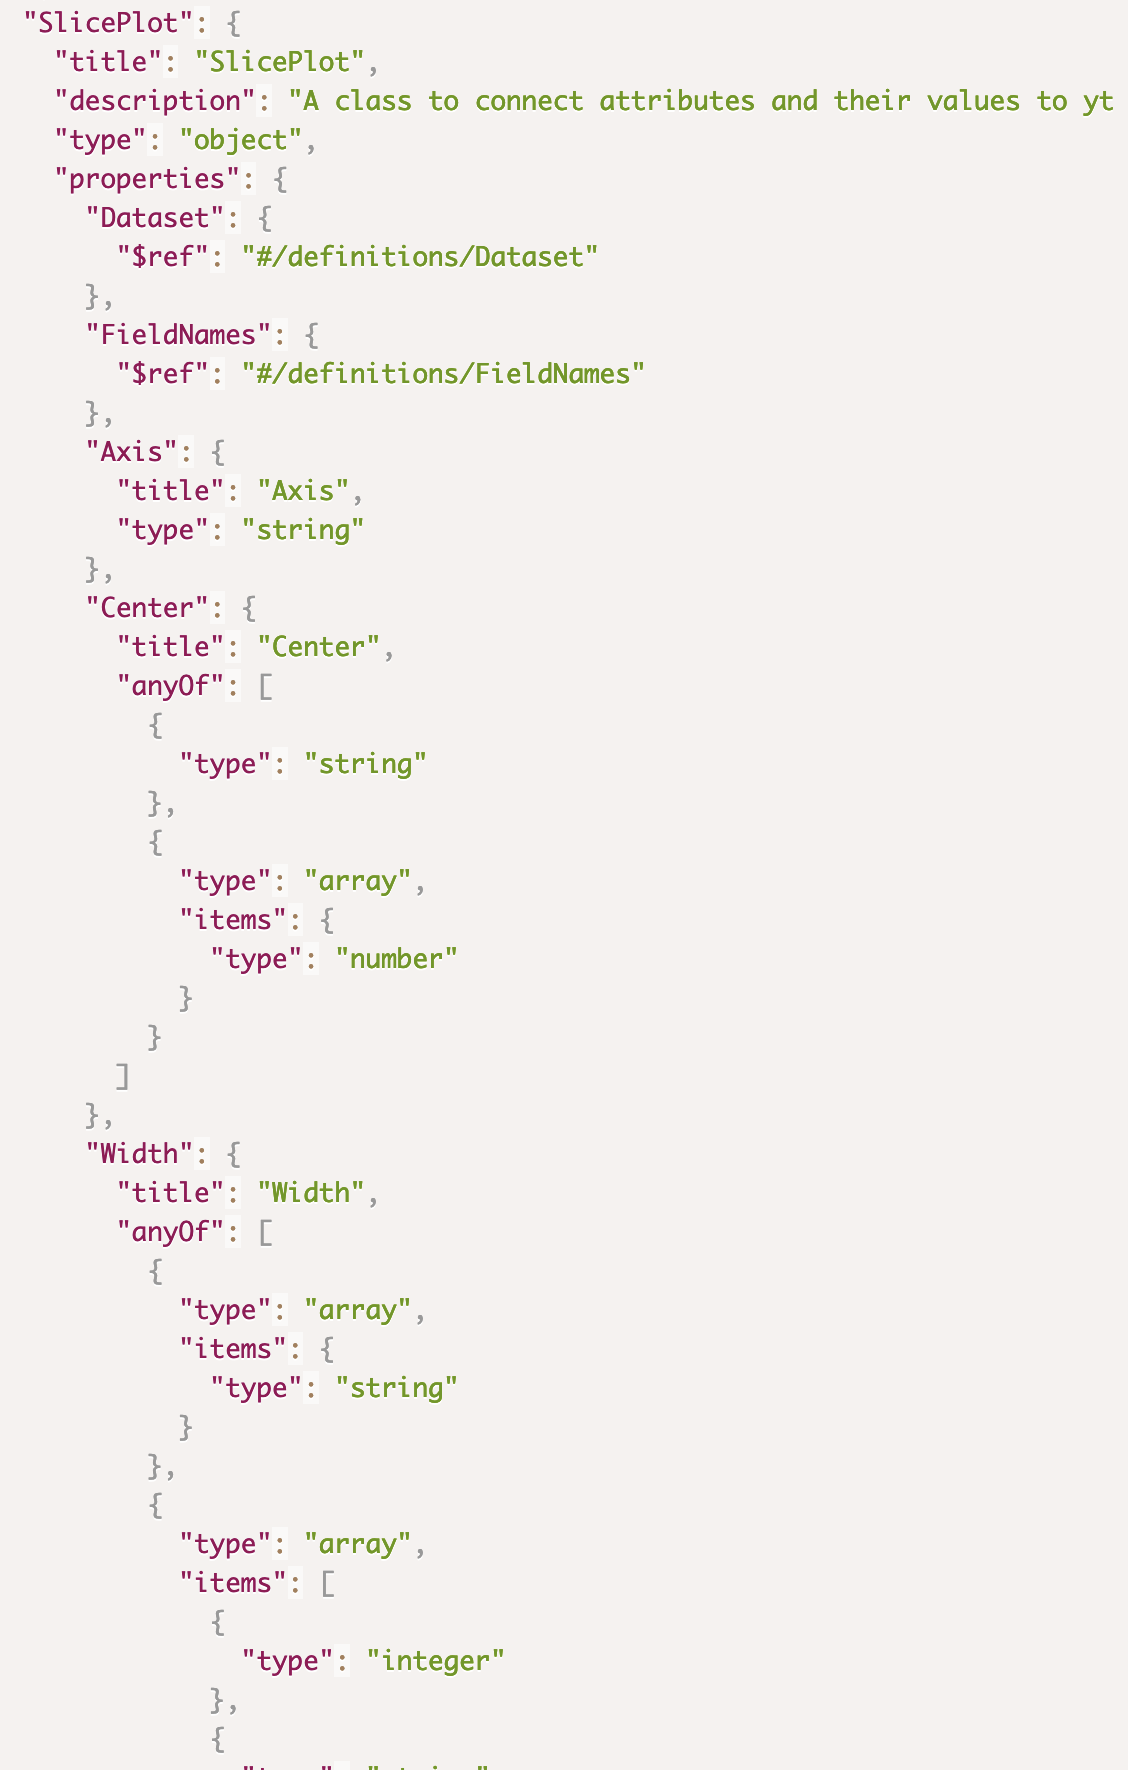 "SlicePlot": {
  "title": "SlicePlot",
  "description": "A class to connect attributes and their values to yt
  "type": "object",
  "properties": {
    "Dataset": {
      "$ref": "#/definitions/Dataset"
    },
    "FieldNames": {
      "$ref": "#/definitions/FieldNames"
    },
    "Axis": {
      "title": "Axis",
      "type": "string"
    },
    "Center": {
      "title": "Center",
      "anyOf": [
        {
          "type": "string"
        },
        {
          "type": "array",
          "items": {
            "type": "number"
          }
        }
      ]
    },
    "Width": {
      "title": "Width",
      "anyOf": [
        {
          "type": "array",
          "items": {
            "type": "string"
          }
        },
        {
          "type": "array",
          "items": [
            {
              "type": "integer"
            },
            {